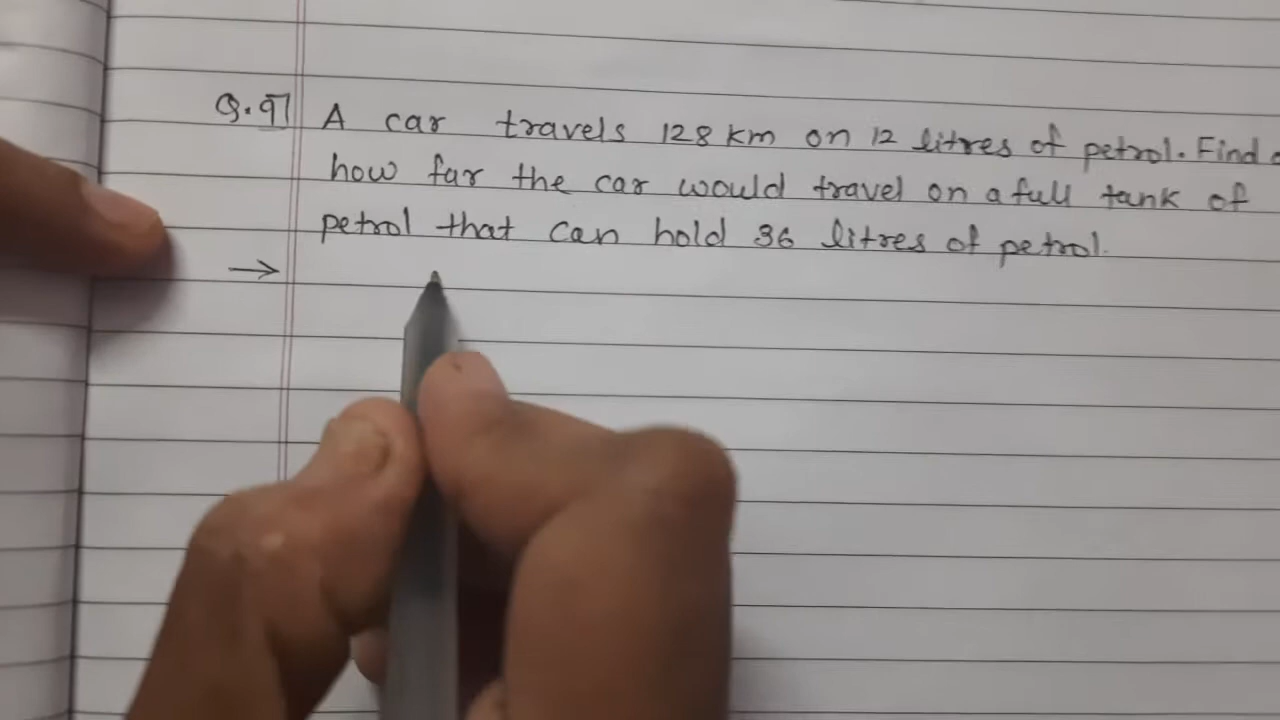 Q.9] A car travels 128 km on 12 litres of petrol. Find
how far the car would travel on a full tank of
petrol that can hold 36 litres of petrol.
→